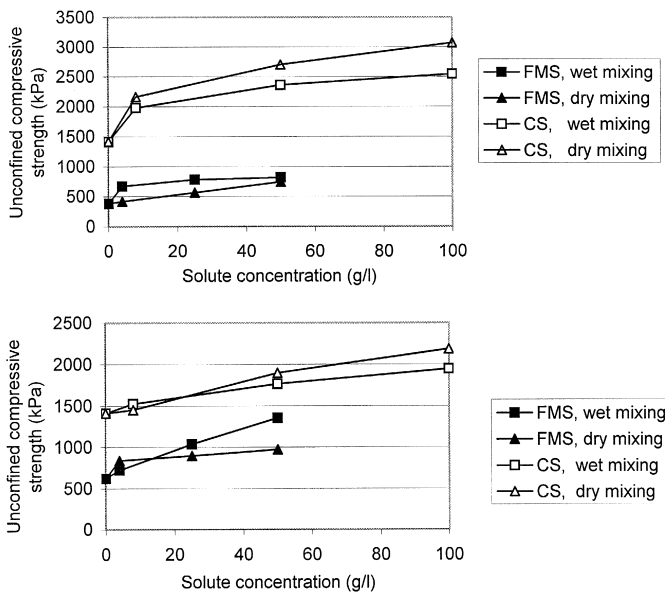 Unconfined compressive
strength (kPa)
3500
3000
2500
2000
1500
1000
500
0
0 20 40 60 80 100
Solute concentration (g/l)
FMS, wet mixing
FMS, dry mixing
CS, wet mixing
CS, dry mixing
Unconfined compressive
strength (kPa)
2500
2000
1500
1000
500
0
0 20 40 60 80 100
Solute concentration (g/l)
FMS, wet mixing
FMS, dry mixing
CS, wet mixing
CS, dry mixing